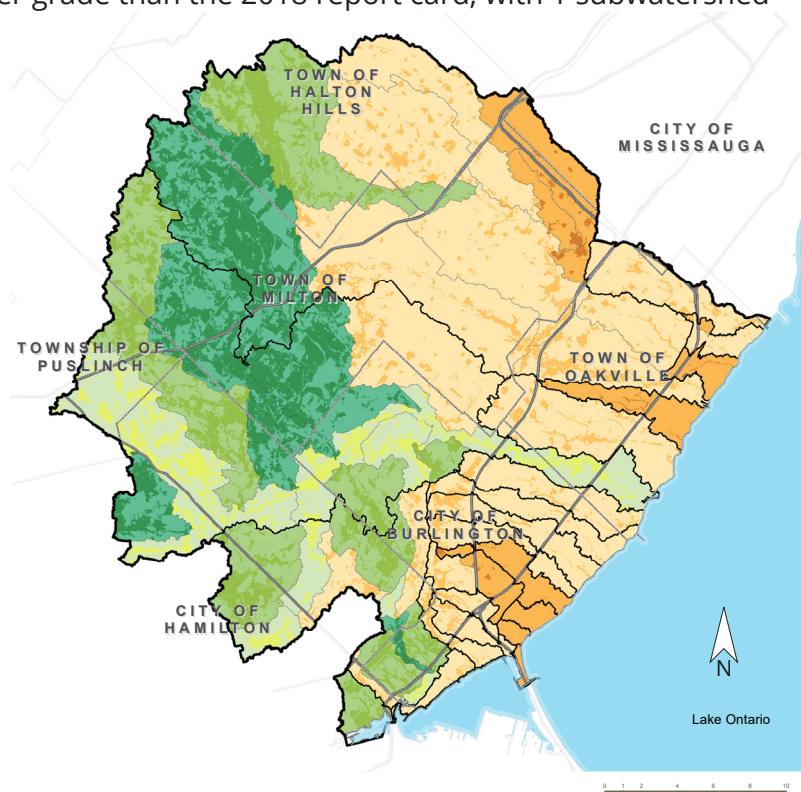 er grade than the 2018 report card, with 1 subwatershed
TOWN OF
HALTON
HILLS
CITY OF
MISSISSAUGA
TOWN OF
MILTON
TOWNSHIP OF
PUSLINCH
TOWN OF
OAKVILLE
CITY OF
BURLINGTON
CITY OF
HAMILTON
N
Lake Ontario
0 1 2 4 6 8 10